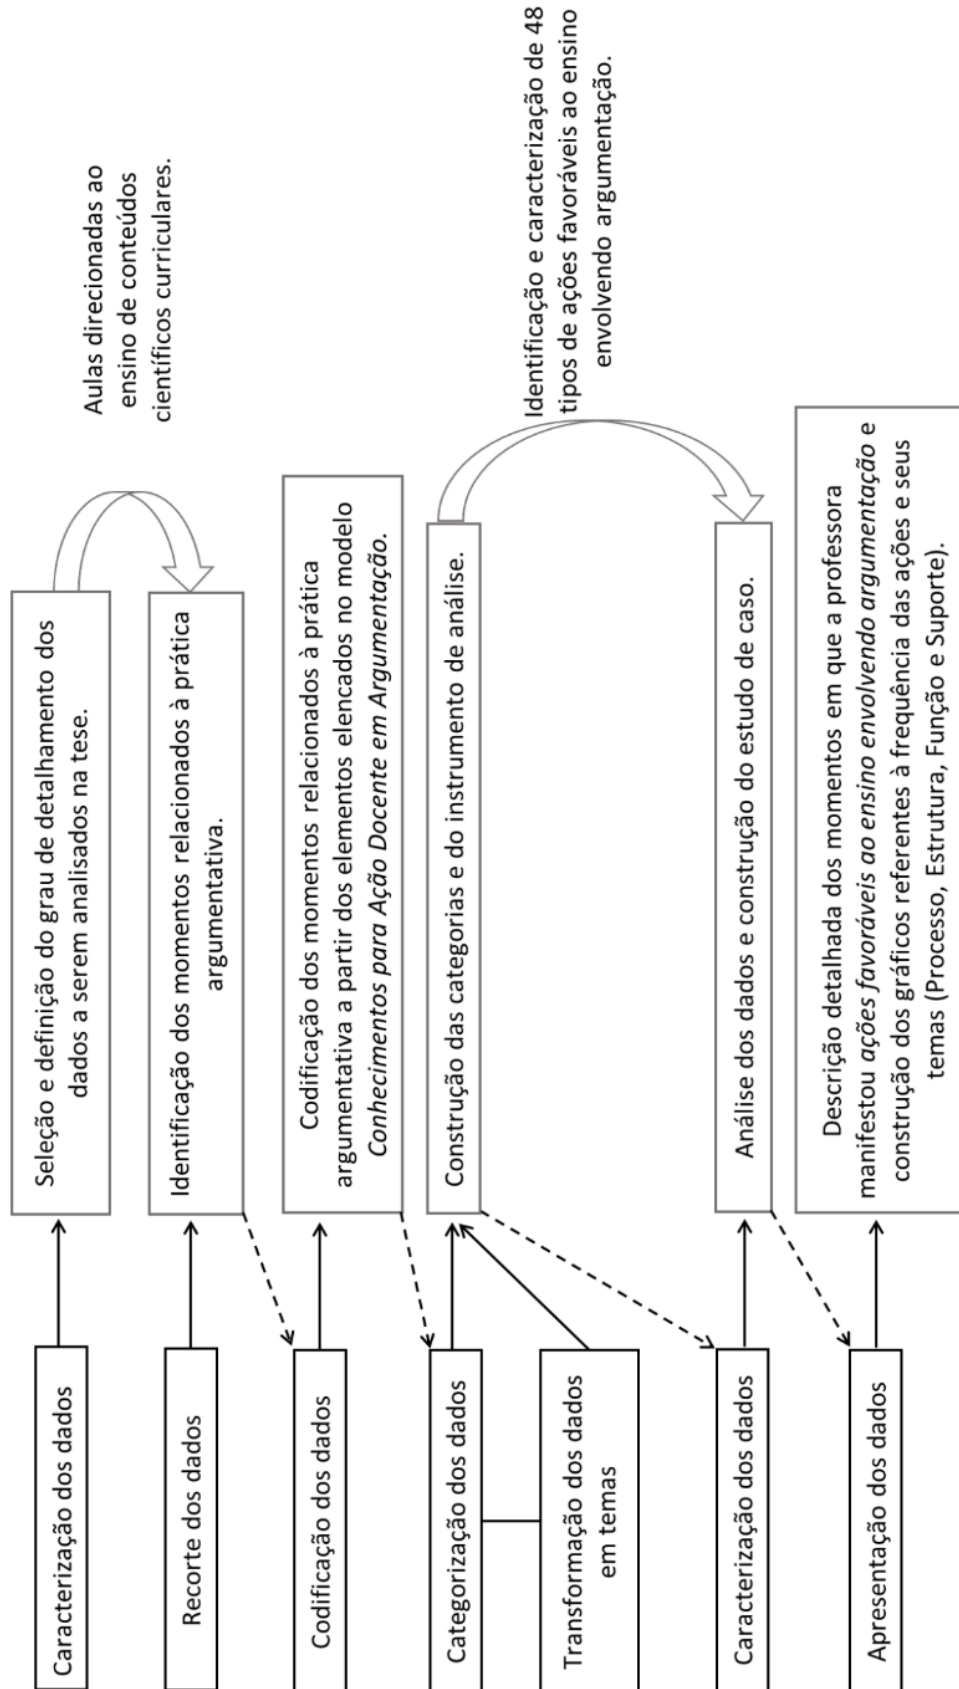 Caracterização dos dados
Seleção e definição do grau de detalhamento dos
dados a serem analisados na tese.
Aulas direcionadas ao
ensino de conteúdos
científicos curriculares.
Recorte dos dados
Identificação dos momentos relacionados à prática
argumentativa.
Codificação dos dados
Codificação dos momentos relacionados à prática
argumentativa a partir dos elementos elencados no modelo
Conhecimentos para Ação Docente em Argumentação.
Categorização dos dados
Transformação dos dados
em temas
Construção das categorias e do instrumento de análise.
Identificação e caracterização de 48
tipos de ações favoráveis ao ensino
envolvendo argumentação.
Caracterização dos dados
Análise dos dados e construção do estudo de caso.
Apresentação dos dados
Descrição detalhada dos momentos em que a professora
manifestou ações favoráveis ao ensino envolvendo argumentação e
construção dos gráficos referentes à frequência das ações e seus
temas (Processo, Estrutura, Função e Suporte).